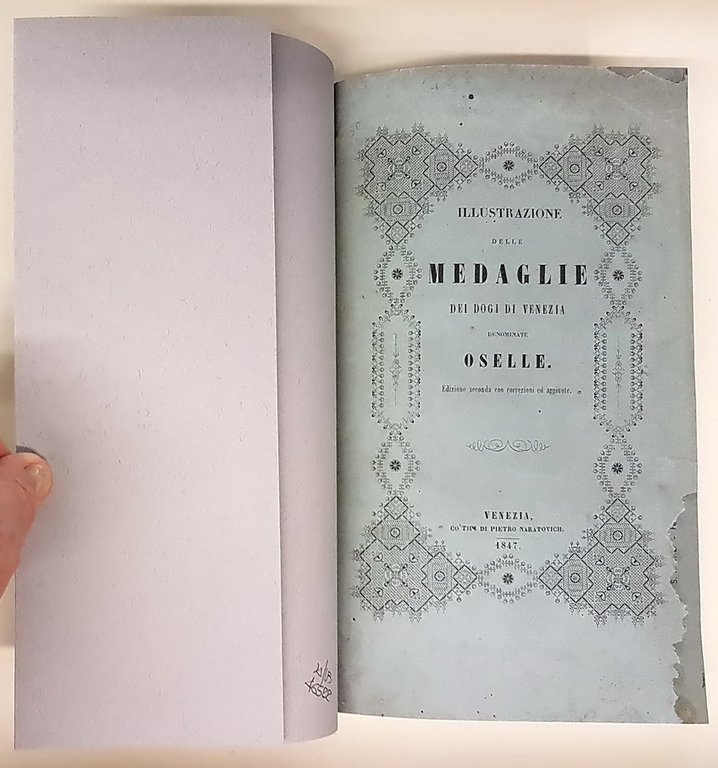 ILLUSTRAZIONE
DELLE
MEDAGLIE
DEI DOGI DI VENEZIA
DENOMINATE
OSELLE.
Edizione seconda con correzioni ed aggiunte.
VENEZIA,
CO' TIPI DI PIETRO NARATOVICH.
1847.